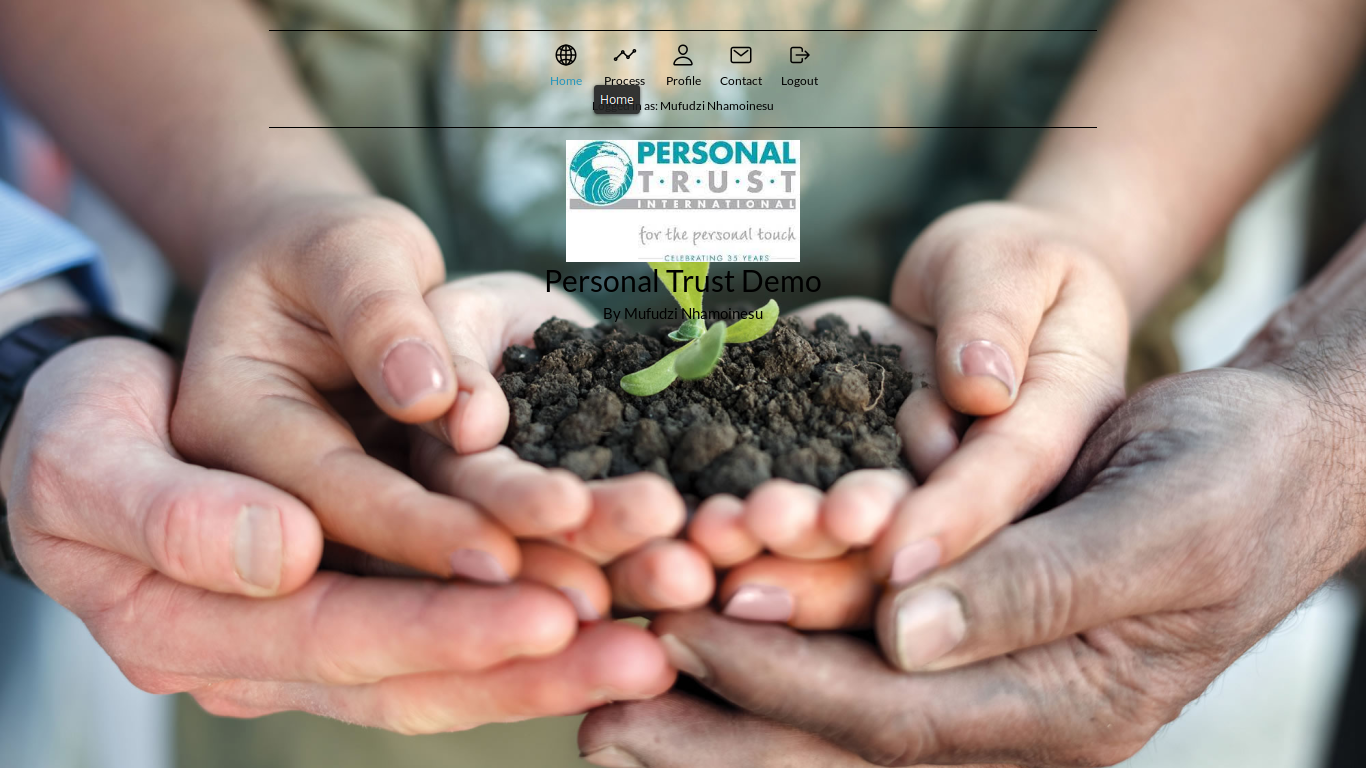 Home Process Profile Contact Logout
Home
as: Mufudzi Nhamoinesu
PERSONAL
T·R·U·S·T
INTERNATIONAL
for the personal touch
CELEBRATING 35 YEARS
Personal Trust Demo
By Mufudzi Nhamoinesu